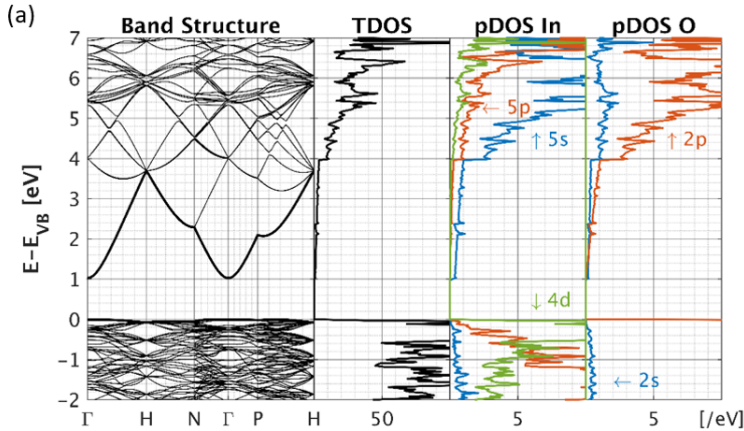 (a)
Band Structure TDOS pDOS In pDOS O
7
6
5
4
3
2
1
0
-1
-2
E-E_VB [eV]
← 5p
↑ 5s
↑ 2p
↓ 4d
← 2s
Γ H N Γ P H 50 5 5 [/eV]